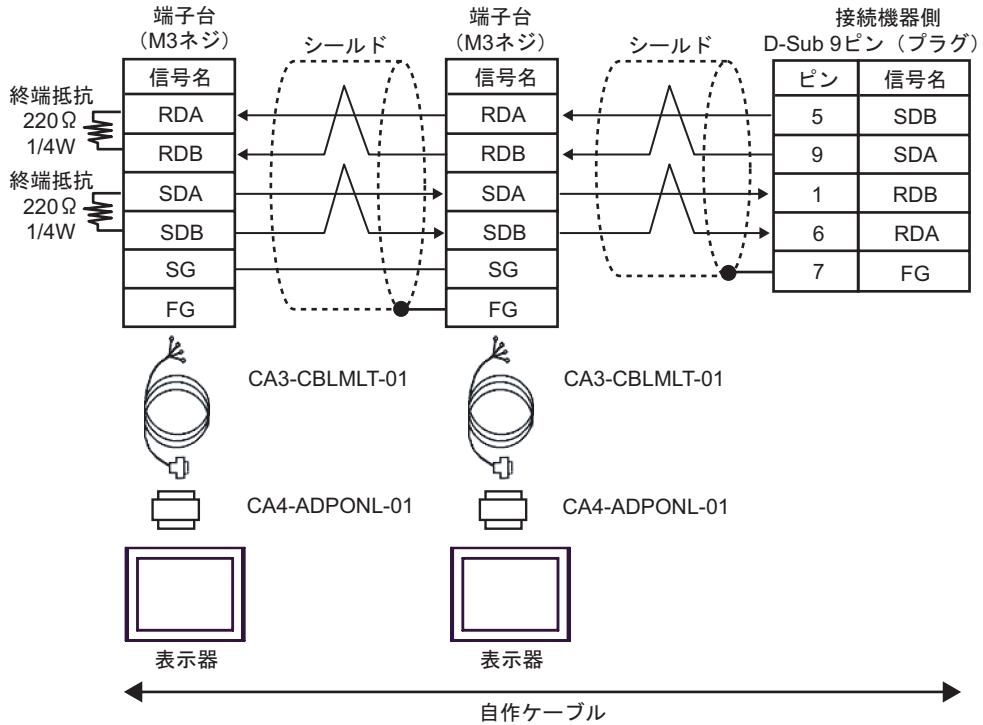 端子台
(M3ネジ)
シールド
端子台
(M3ネジ)
シールド
接続機器側
D-Sub 9ピン（プラグ）
終端抵抗
220Ω
1/4W
終端抵抗
220Ω
1/4W
信号名
RDA
RDB
SDA
SDB
SG
FG
信号名
RDA
RDB
SDA
SDB
SG
FG
ピン 信号名
5 SDB
9 SDA
1 RDB
6 RDA
7 FG
CA3-CBLMLT-01
CA3-CBLMLT-01
CA4-ADPONL-01
CA4-ADPONL-01
表示器
表示器
自作ケーブル